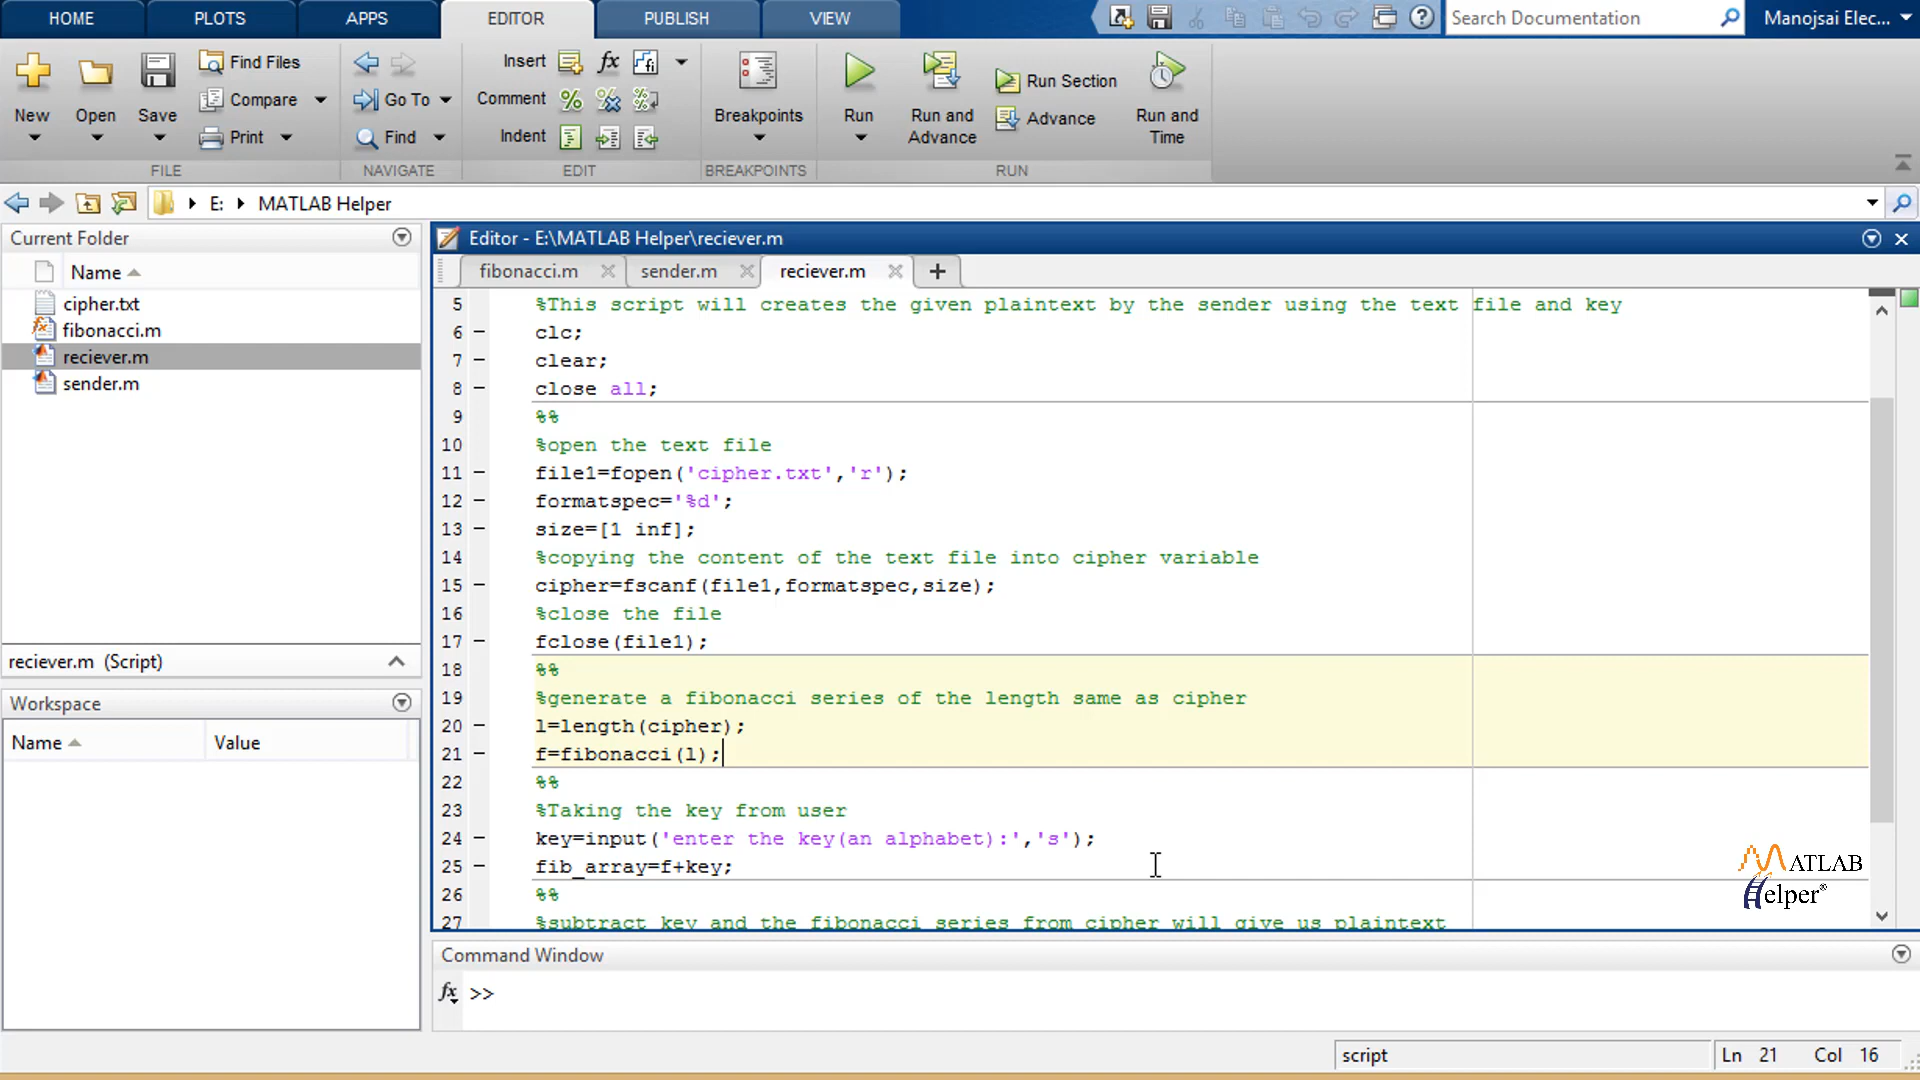 HOME PLOTS APPS EDITOR PUBLISH VIEW Search Documentation Manojsai Elec...
New Open Save Find Files Compare Print
Go To Find
Insert fx fi
Comment
Indent
Breakpoints
Run Run and Advance Run Section Advance Run and Time
FILE NAVIGATE EDIT BREAKPOINTS RUN
E: MATLAB Helper
Current Folder
Name
cipher.txt
fibonacci.m
reciever.m
sender.m
reciever.m (Script)
Workspace
Name Value
Editor - E:\MATLAB Helper\reciever.m
fibonacci.m sender.m reciever.m
5 %This script will creates the given plaintext by the sender using the text file and key
6 clc;
7 clear;
8 close all;
9 %%
10 %open the text file
11 file1=fopen('cipher.txt','r');
12 formatspec='%d';
13 size=[1 inf];
14 %copying the content of the text file into cipher variable
15 cipher=fscanf(file1,formatspec,size);
16 %close the file
17 fclose(file1);
18 %%
19 %generate a fibonacci series of the length same as cipher
20 l=length(cipher);
21 f=fibonacci(l);
22 %%
23 %Taking the key from user
24 key=input('enter the key(an alphabet):','s');
25 fib_array=f+key;
26 %%
27 %subtract key and the fibonacci series from cipher will give us plaintext
MATLAB
Helper®
Command Window
fx >>
script Ln 21 Col 16